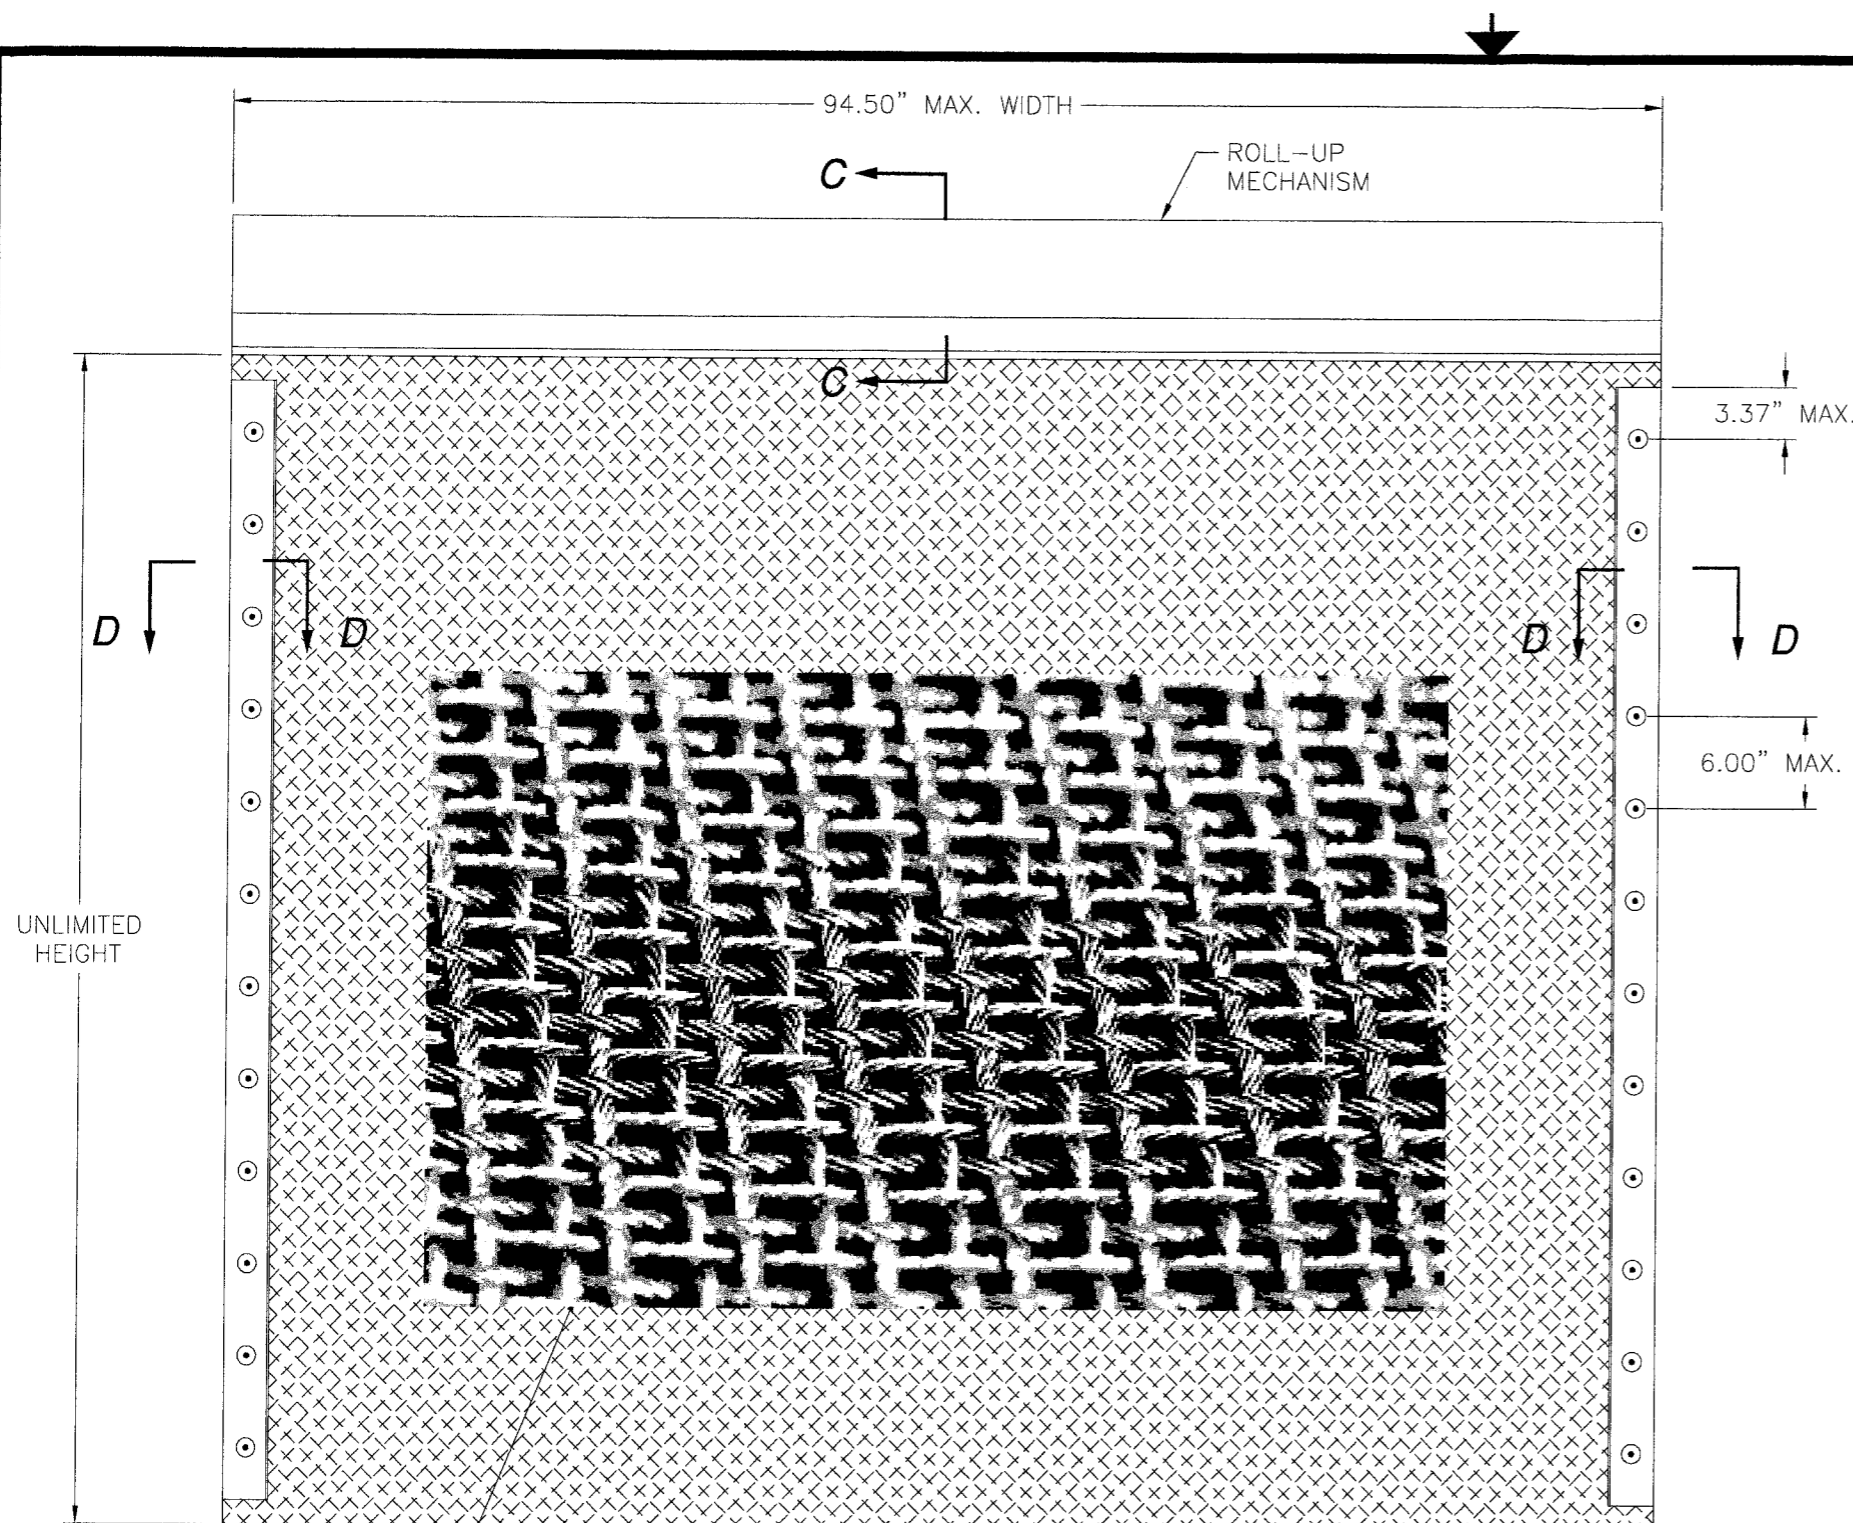 94.50" MAX. WIDTH
ROLL-UP
MECHANISM
C
C
3.37" MAX.
D
D
D
D
6.00" MAX.
UNLIMITED
HEIGHT